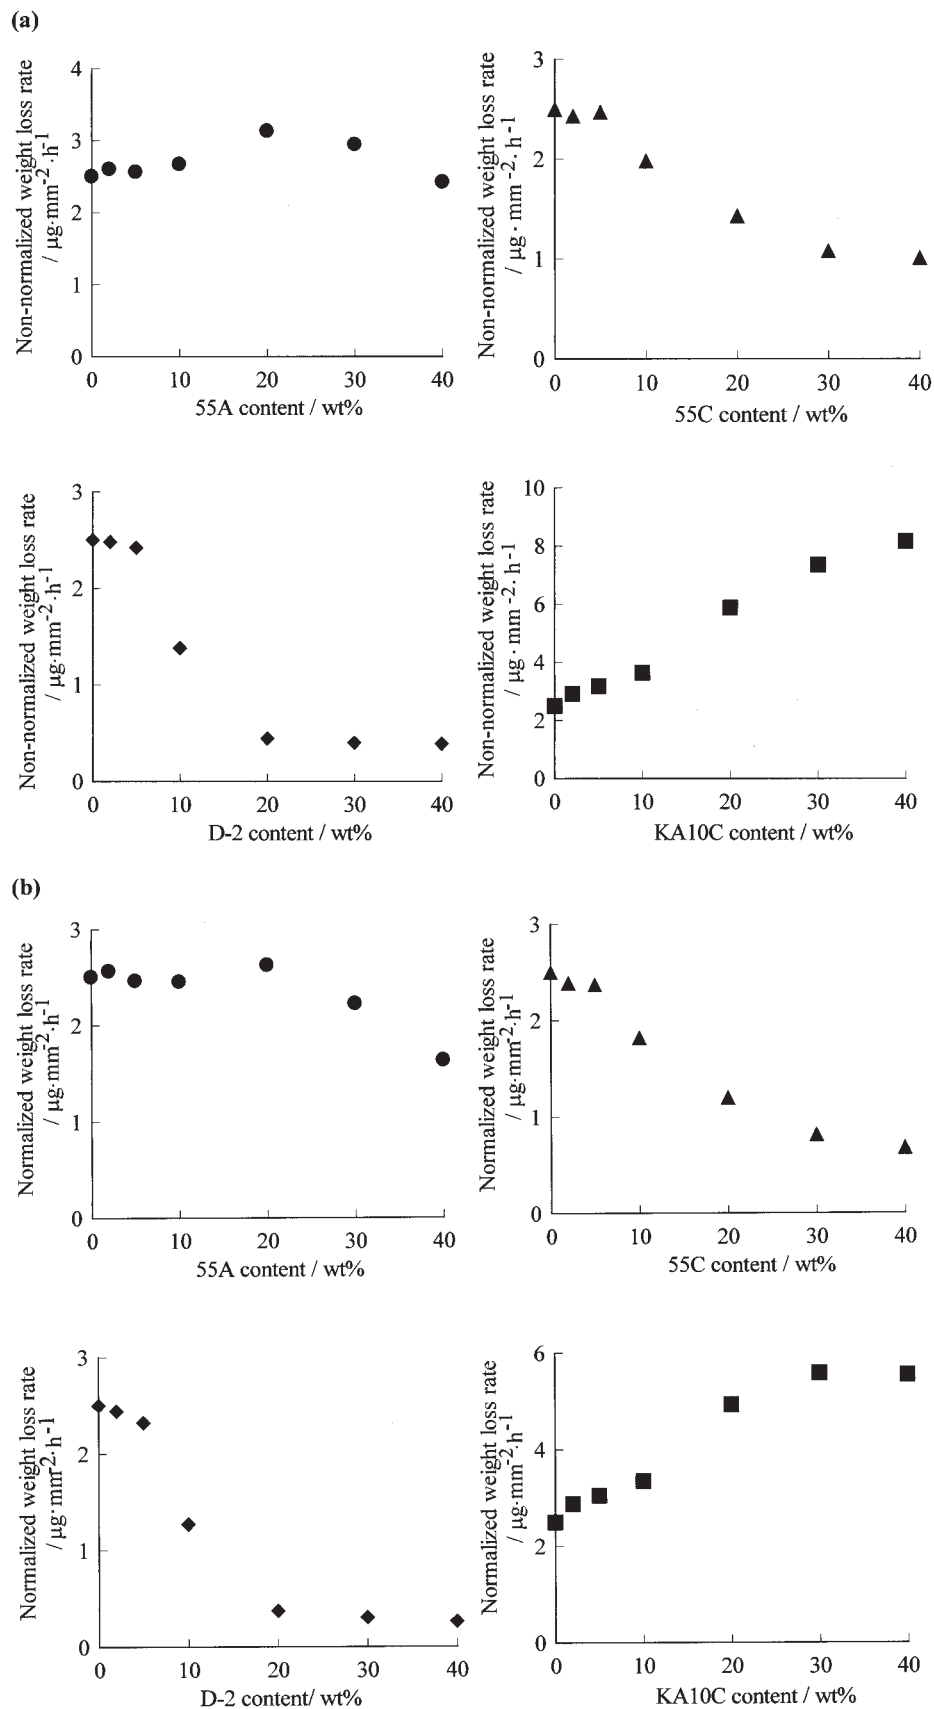 (a)
Non-normalized weight loss rate
/ μg·mm-2·h-1
4
3
2
1
0
0 10 20 30 40
55A content / wt%
Non-normalized weight loss rate
/ μg · mm-2· h-1
3
2
1
0
0 10 20 30 40
55C content / wt%
Non-normalized weight loss rate
/ μg·mm-2·h-1
3
2
1
0
0 10 20 30 40
D-2 content / wt%
Non-normalized weight loss rate
/ μg · mm-2· h-1
10
8
6
4
2
0
0 10 20 30 40
KA10C content / wt%
(b)
Normalized weight loss rate
/ μg·mm-2·h-1
3
2
1
0
0 10 20 30 40
55A content / wt%
Normalized weight loss rate
/ μg·mm-2·h-1
3
2
1
0
0 10 20 30 40
55C content / wt%
Normalized weight loss rate
/ μg·mm-2·h-1
3
2
1
0
0 10 20 30 40
D-2 content/ wt%
Normalized weight loss rate
/ μg·mm-2·h-1
6
4
2
0
0 10 20 30 40
KA10C content / wt%